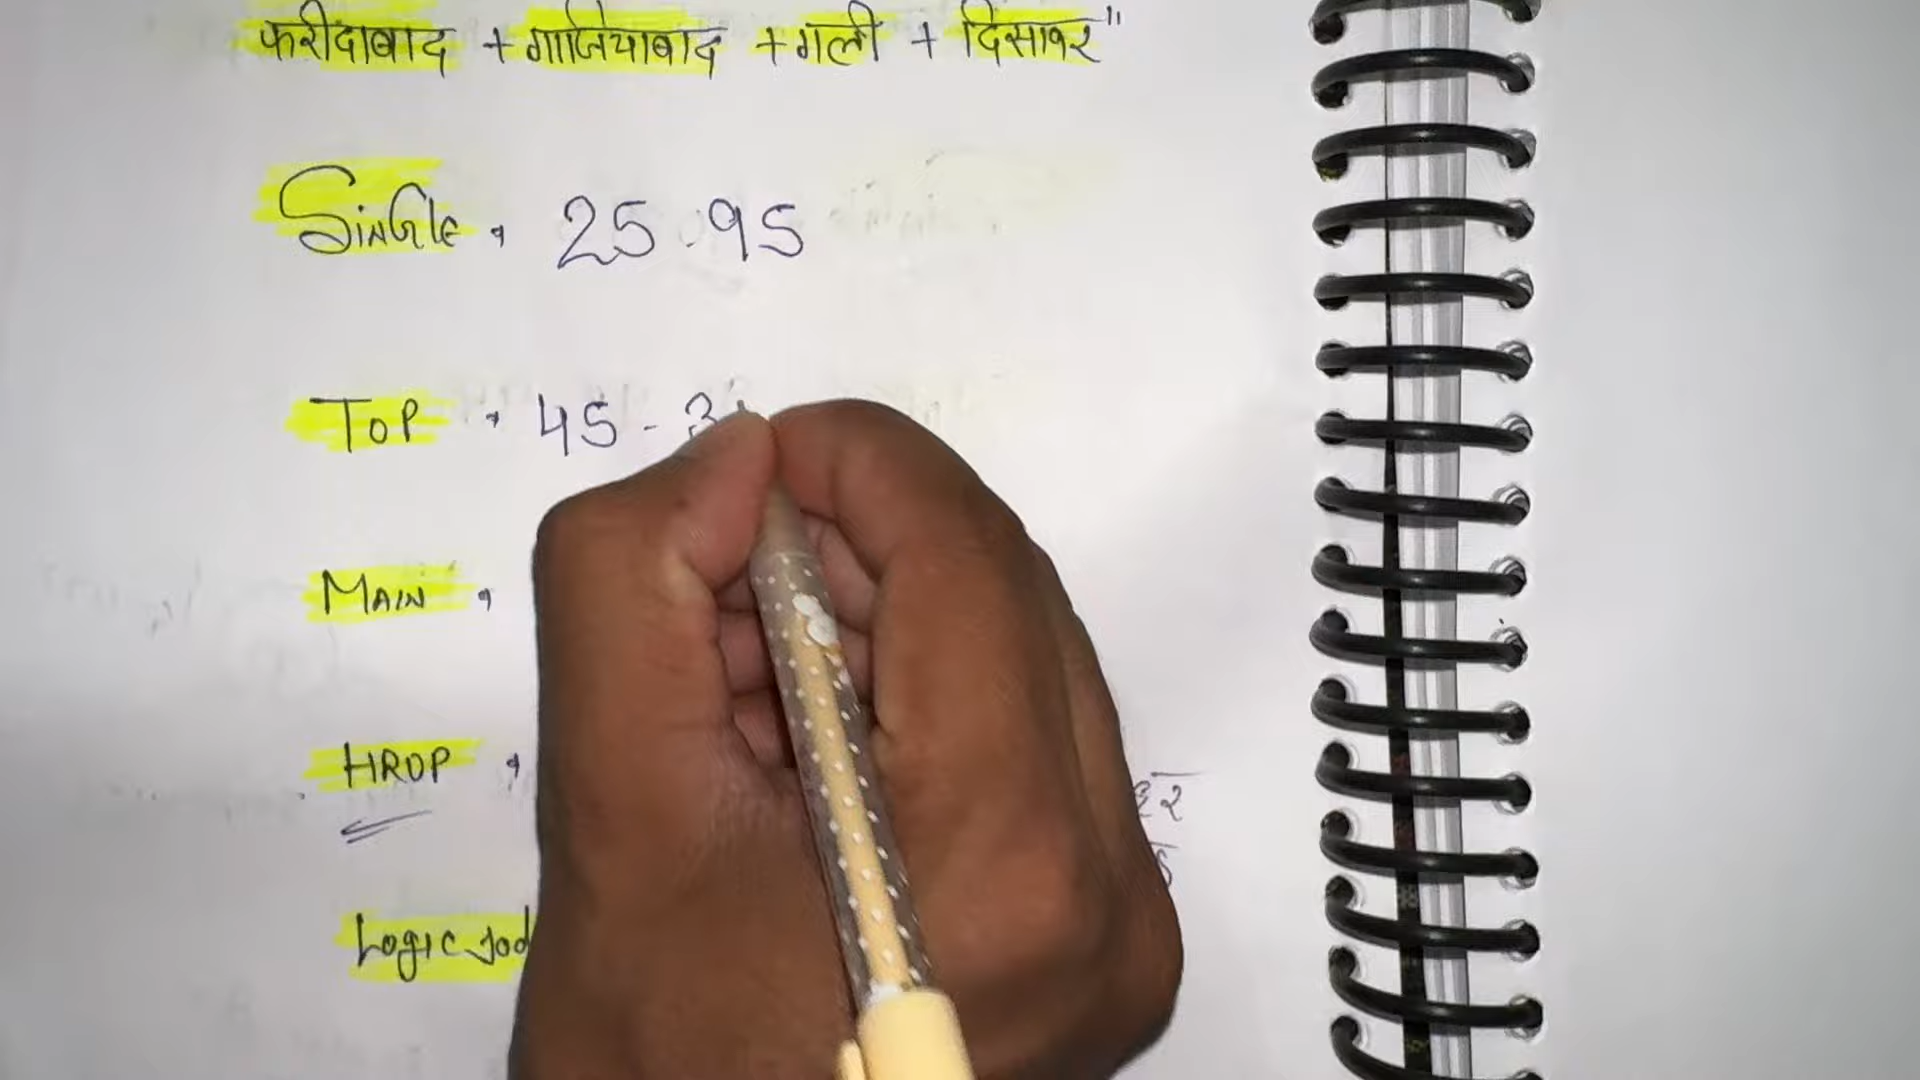 फरीदाबाद + गाजियाबाद + गली + दिसावर"
SiNGle . 25.95
TOP . 45 - 3
MAIN .
HROP .
Logic Jod